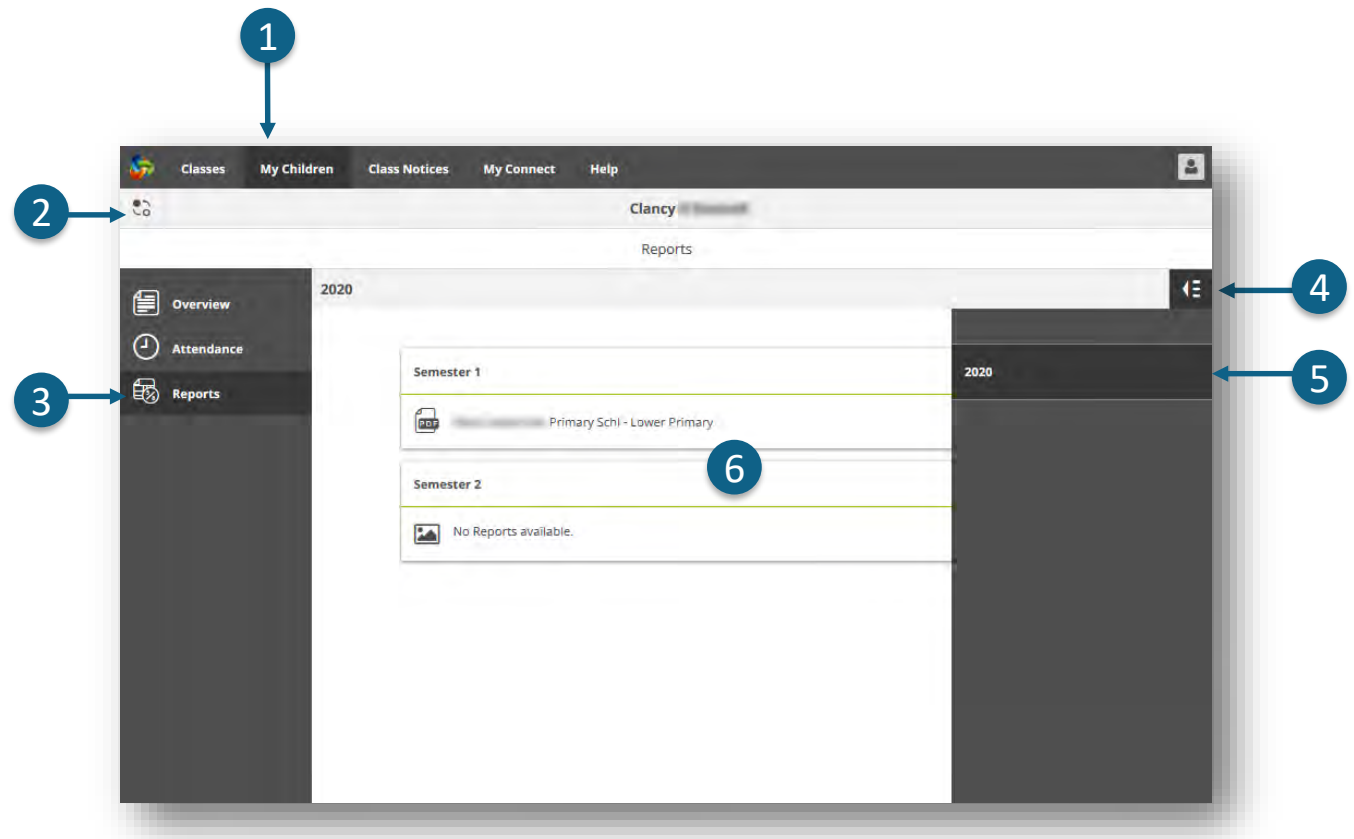 1
Classes My Children Class Notices My Connect Help
2
Clancy
Reports
2020
4
Overview
Attendance
3
Reports
Semester 1
2020
5
PDF
Primary Schl - Lower Primary
6
Semester 2
No Reports available.